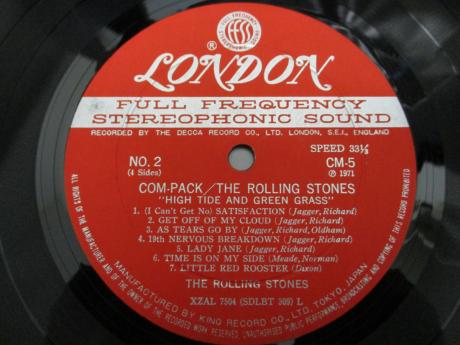 FULL FREQUENCY
STEREOPHONIC SOUND
ffss
®
LONDON
FULL FREQUENCY
STEREOPHONIC SOUND
RECORDED BY THE DECCA RECORD CO., LTD. LONDON, S.E.I., ENGLAND
NO. 2
SPEED 33⅓
(4 Sides)
CM-5
℗ 1971
COM-PACK/THE ROLLING STONES
"HIGH TIDE AND GREEN GRASS"
1. (I Can't Get No) SATISFACTION (Jagger, Richard)
2. GET OFF OF MY CLOUD (Jagger, Richard)
3. AS TEARS GO BY (Jagger, Richard, Oldham)
4. 19th NERVOUS BREAKDOWN (Jagger, Richard)
5. LADY JANE (Jagger, Richard)
6. TIME IS ON MY SIDE (Meade, Norman)
7. LITTLE RED ROOSTER (Dixon)
THE ROLLING STONES
XZAL 7504 (SDLBT 309) L
MANUFACTURED BY KING RECORD CO., LTD. TOKYO, JAPAN
ALL RIGHTS OF THE MANUFACTURER AND OF THE OWNER OF THE RECORDED WORK RESERVED. UNAUTHORISED PUBLIC PERFORMANCE, BROADCASTING AND COPYING OF THIS RECORD PROHIBITED